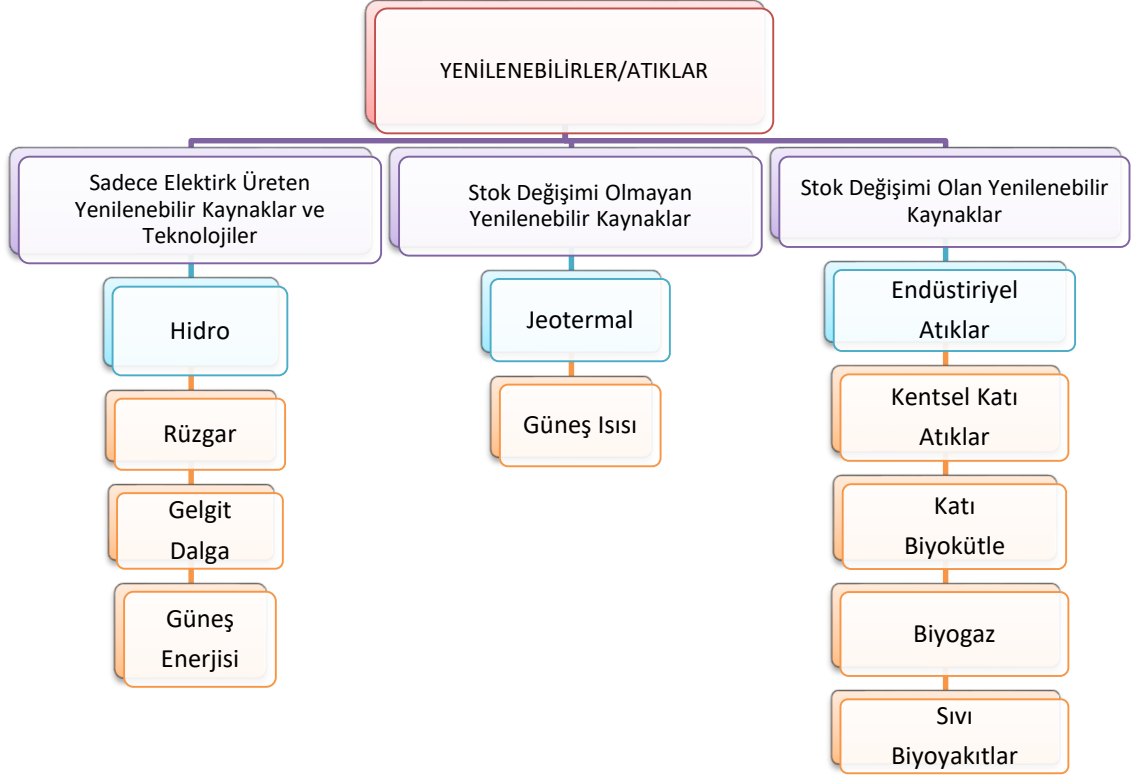 YENİLENEBİLİRLER/ATIKLAR
Sadece Elektirk Üreten
Yenilenebilir Kaynaklar ve
Teknolojiler
Hidro
Rüzgar
Gelgit
Dalga
Güneş
Enerjisi
Stok Değişimi Olmayan
Yenilenebilir Kaynaklar
Jeotermal
Güneş Isısı
Stok Değişimi Olan Yenilenebilir
Kaynaklar
Endüstiriyel
Atıklar
Kentsel Katı
Atıklar
Katı
Biyokütle
Biyogaz
Sıvı
Biyoyakıtlar